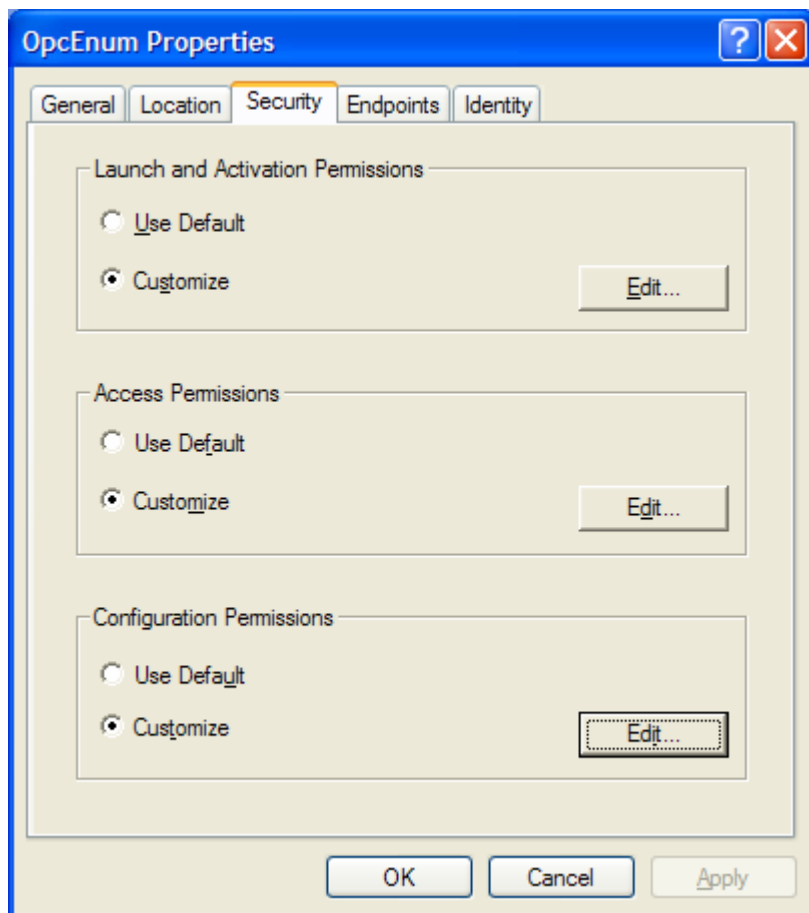 OpcEnum Properties
General Location Security Endpoints Identity
Launch and Activation Permissions
Use Default
Customize
Edit...
Access Permissions
Use Default
Customize
Edit...
Configuration Permissions
Use Default
Customize
Edit...
OK Cancel Apply